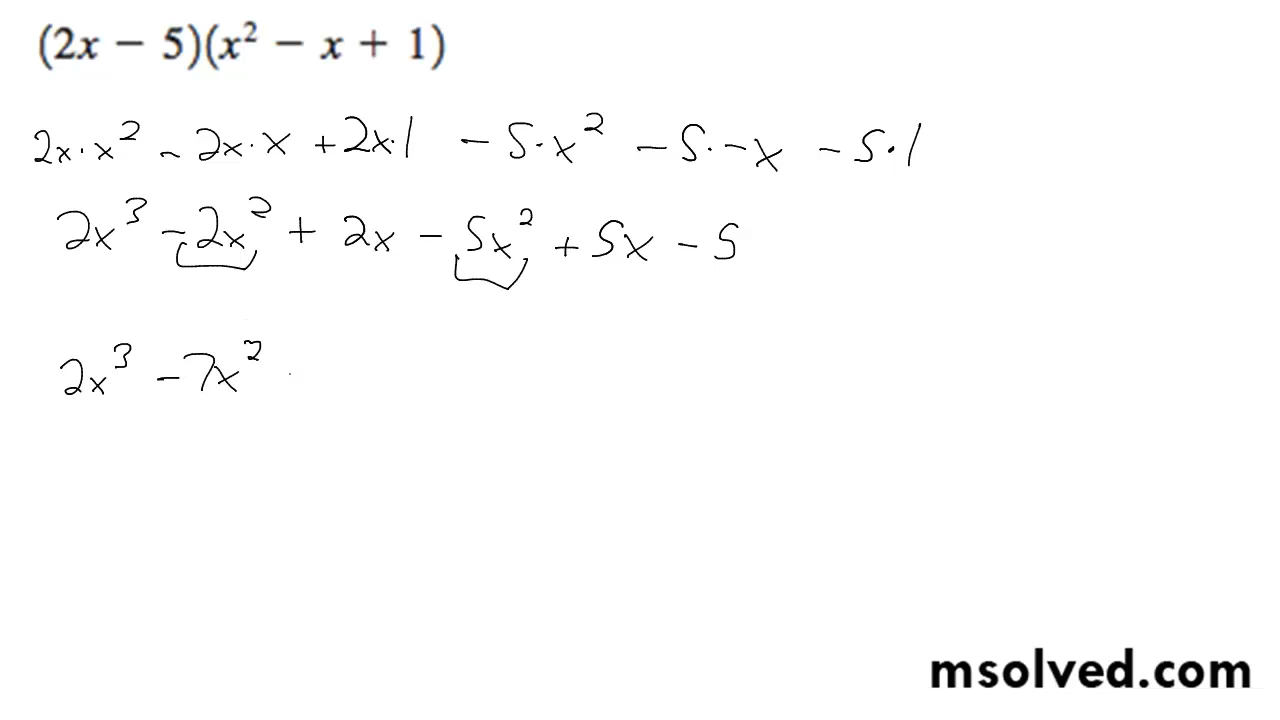 (2x − 5)(x² − x + 1)
2x·x² − 2x·x + 2x·1 − 5·x² − 5·−x − 5·1
2x³ − 2x² + 2x − 5x² + 5x − 5
2x³ − 7x²
msolved.com